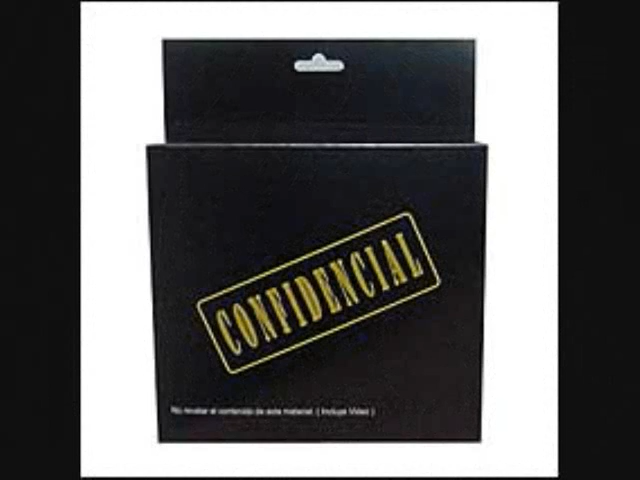 CONFIDENCIAL
No revelar el contenido de este material. ( Incluye Video )